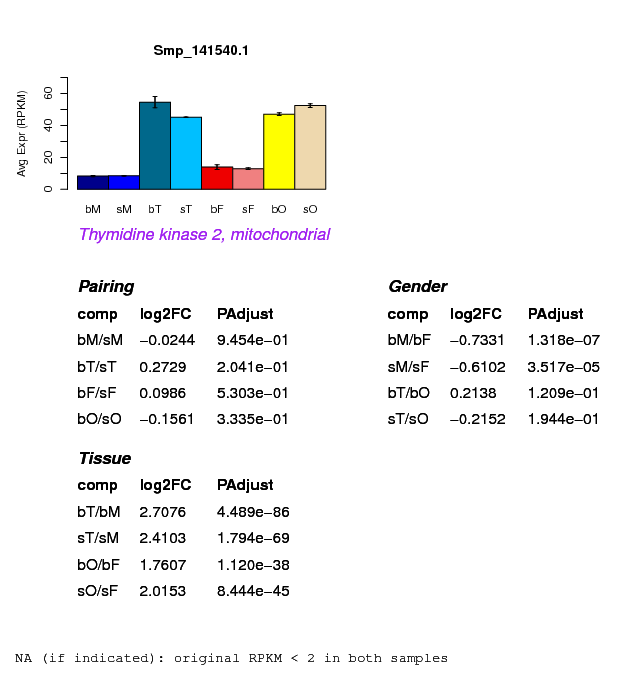 Smp_141540.1
Avg Expr (RPKM)
0 20 40 60
bM sM bT sT bF sF bO sO
Thymidine kinase 2, mitochondrial
Pairing
comp log2FC PAdjust
bM/sM −0.0244 9.454e−01
bT/sT 0.2729 2.041e−01
bF/sF 0.0986 5.303e−01
bO/sO −0.1561 3.335e−01
Gender
comp log2FC PAdjust
bM/bF −0.7331 1.318e−07
sM/sF −0.6102 3.517e−05
bT/bO 0.2138 1.209e−01
sT/sO −0.2152 1.944e−01
Tissue
comp log2FC PAdjust
bT/bM 2.7076 4.489e−86
sT/sM 2.4103 1.794e−69
bO/bF 1.7607 1.120e−38
sO/sF 2.0153 8.444e−45
NA (if indicated): original RPKM < 2 in both samples